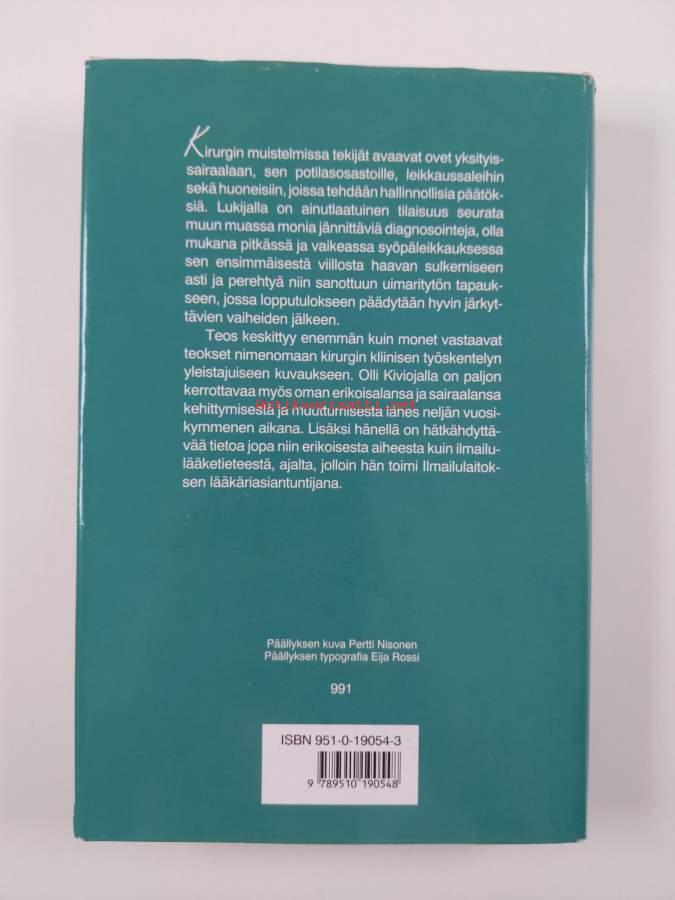 Kirurgin muistelmissa tekijät avaavat ovet yksityis-
sairaalaan, sen potilasosastoille, leikkaussaleihin
sekä huoneisiin, joissa tehdään hallinnollisia päätök-
siä. Lukijalla on ainutlaatuinen tilaisuus seurata
muun muassa monia jännittäviä diagnosointeja, olla
mukana pitkässä ja vaikeassa syöpäleikkauksessa
sen ensimmäisestä viillosta haavan sulkemiseen
asti ja perehtyä niin sanottuun uimaritytön tapauk-
seen, jossa lopputulokseen päädytään hyvin järkyt-
tävien vaiheiden jälkeen.
Teos keskittyy enemmän kuin monet vastaavat
teokset nimenomaan kirurgin kliinisen työskentelyn
yleistajuiseen kuvaukseen. Olli Kiviojalla on paljon
kerrottavaa myös oman erikoisalansa ja sairaalansa
Antikvariaatti.net
kehittymisestä ja muuttumisesta lähes neljän vuosi-
kymmenen aikana. Lisäksi hänellä on hätkähdyttä-
vää tietoa jopa niin erikoisesta aiheesta kuin ilmailu-
lääketieteestä, ajalta, jolloin hän toimi Ilmailulaitok-
sen lääkäriasiantuntijana.
Päällyksen kuva Pertti Nisonen
Päällyksen typografia Eija Rossi
991
ISBN 951-0-19054-3
9 789510 190548